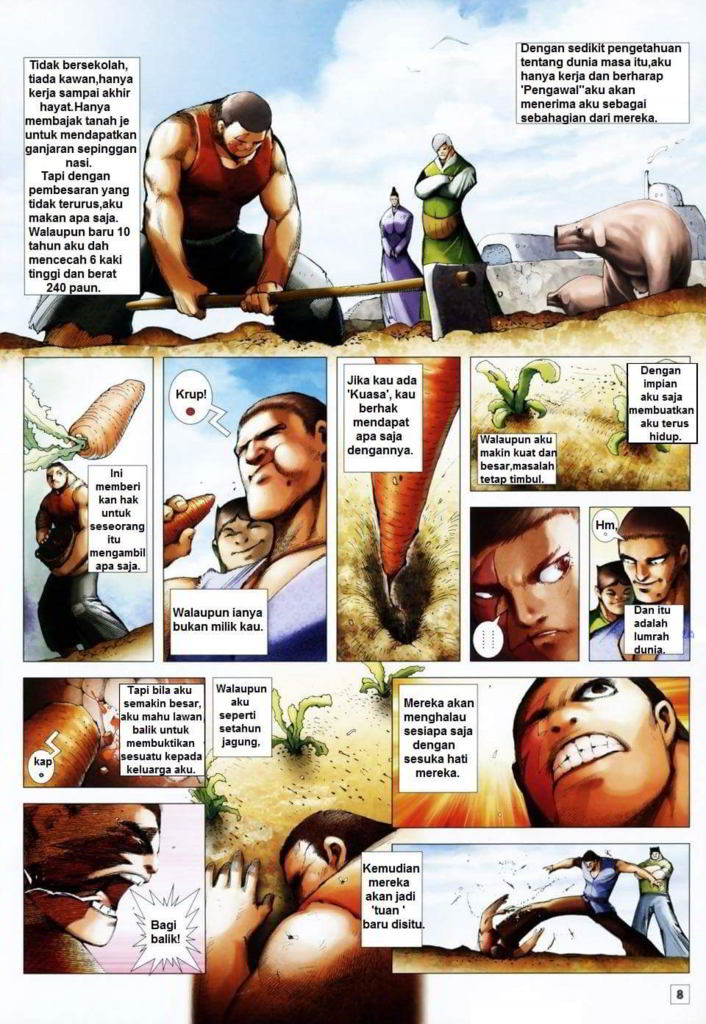 Tidak bersekolah,
tiada kawan,hanya
kerja sampai akhir
hayat.Hanya
membajak tanah je
untuk mendapatkan
ganjaran sepinggan
nasi.
Tapi dengan
pembesaran yang
tidak terurus,aku
makan apa saja.
Walaupun baru 10
tahun aku dah
mencecah 6 kaki
tinggi dan berat
240 paun.
Dengan sedikit pengetahuan
tentang dunia masa itu,aku
hanya kerja dan berharap
'Pengawal"aku akan
menerima aku sebagai
sebahagian dari mereka.
Ini
memberi
kan hak
untuk
seseorang
itu
mengambil
apa saja.
Krup!
Walaupun ianya
bukan milik kau.
Jika kau ada
'Kuasa', kau
berhak
mendapat
apa saja
dengannya.
Walaupun aku
makin kuat dan
besar,masalah
tetap timbul.
Dengan
impian
aku saja
membuatkan
aku terus
hidup.
Hm,
Dan itu
adalah
lumrah
dunia.
Tapi bila aku
semakin besar,
aku mahu lawan
balik untuk
membuktikan
sesuatu kepada
keluarga aku.
kap
Walaupun
aku
seperti
setahun
jagung,
Mereka akan
menghalau
sesiapa saja
dengan
sesuka hati
mereka.
Bagi
balik!
Kemudian
mereka
akan jadi
'tuan '
baru disitu.
8